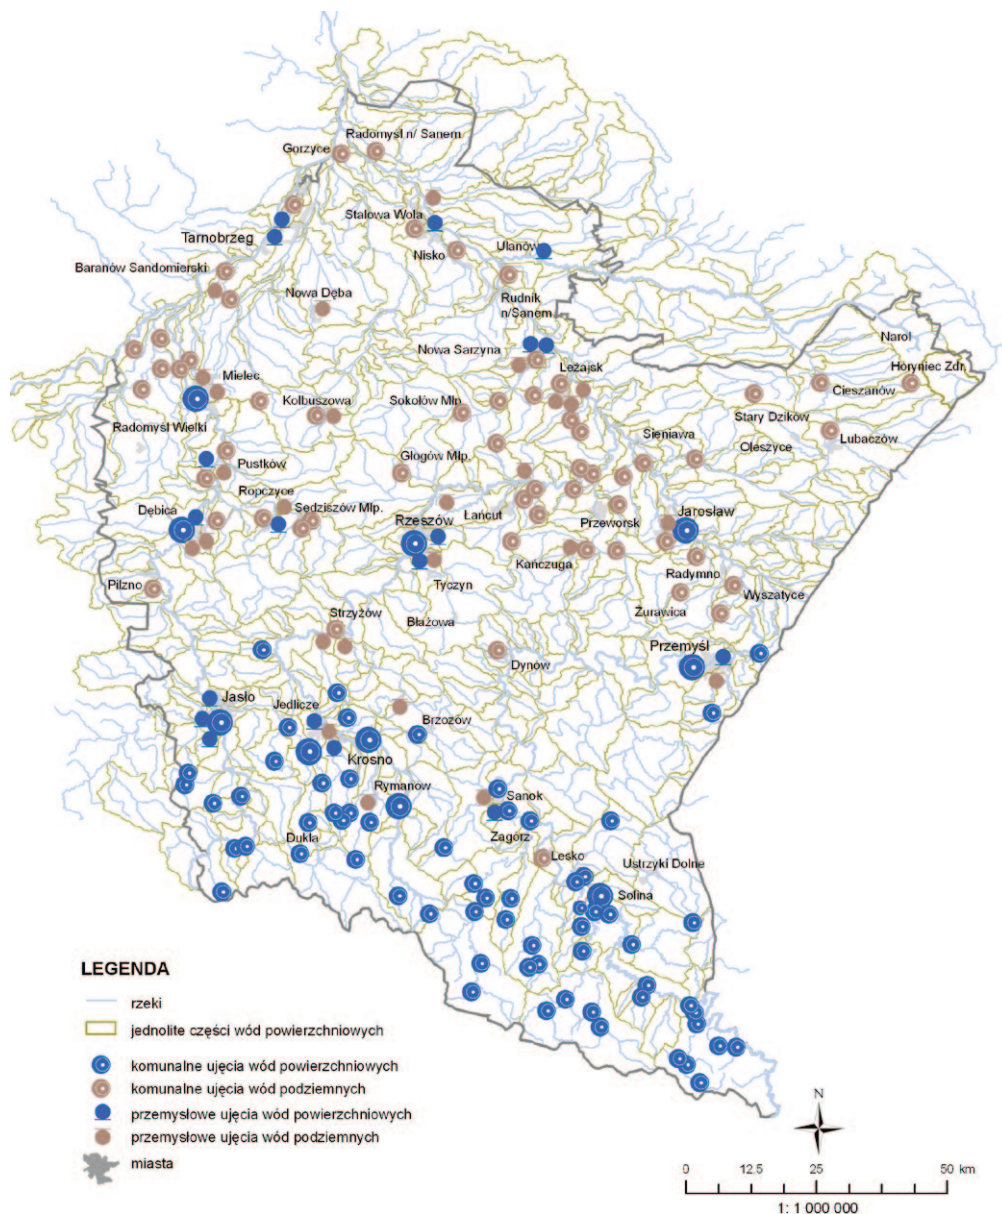 Radomyśl n/ Sanem
Gorzyce
Stalowa Wola
Tarnobrzeg
Ulanów
Nisko
Baranów Sandomierski
Nowa Dęba
Rudnik
n/Sanem
Narol
Nowa Sarzyna
Horyniec Zdr.
Mielec
Leżajsk
Cieszanów
Kolbuszowa
Sokołów Młp.
Stary Dzików
Radomyśl Wielki
Sieniawa
Lubaczów
Oleszyce
Głogów Młp.
Pustków
Ropczyce
Sędziszów Młp.
Dębica
Łańcut
Jarosław
Rzeszów
Przeworsk
Kańczuga
Radymno
Pilzno
Tyczyn
Wyszatyce
Strzyżów
Błażowa
Żurawica
Przemyśl
Dynów
Jasło
Jedlicze
Brzozów
Krosno
Rymanow
Sanok
Dukla
Zagórz
Lesko
Ustrzyki Dolne
Solina
LEGENDA
rzeki
jednolite części wód powierzchniowych
komunalne ujęcia wód powierzchniowych
komunalne ujęcia wód podziemnych
przemysłowe ujęcia wód powierzchniowych
przemysłowe ujęcia wód podziemnych
miasta
N
0 12.5 25 50 km
1: 1 000 000